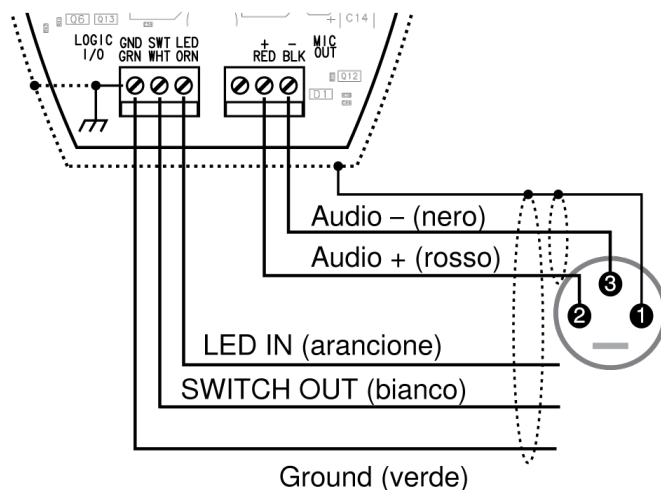 Q6 Q13
C14
LOGIC I/O
GND SWT LED
GRN WHT ORN
+ −
RED BLK
MIC OUT
Q12
D1
Audio – (nero)
Audio + (rosso)
3
2 1
LED IN (arancione)
SWITCH OUT (bianco)
Ground (verde)